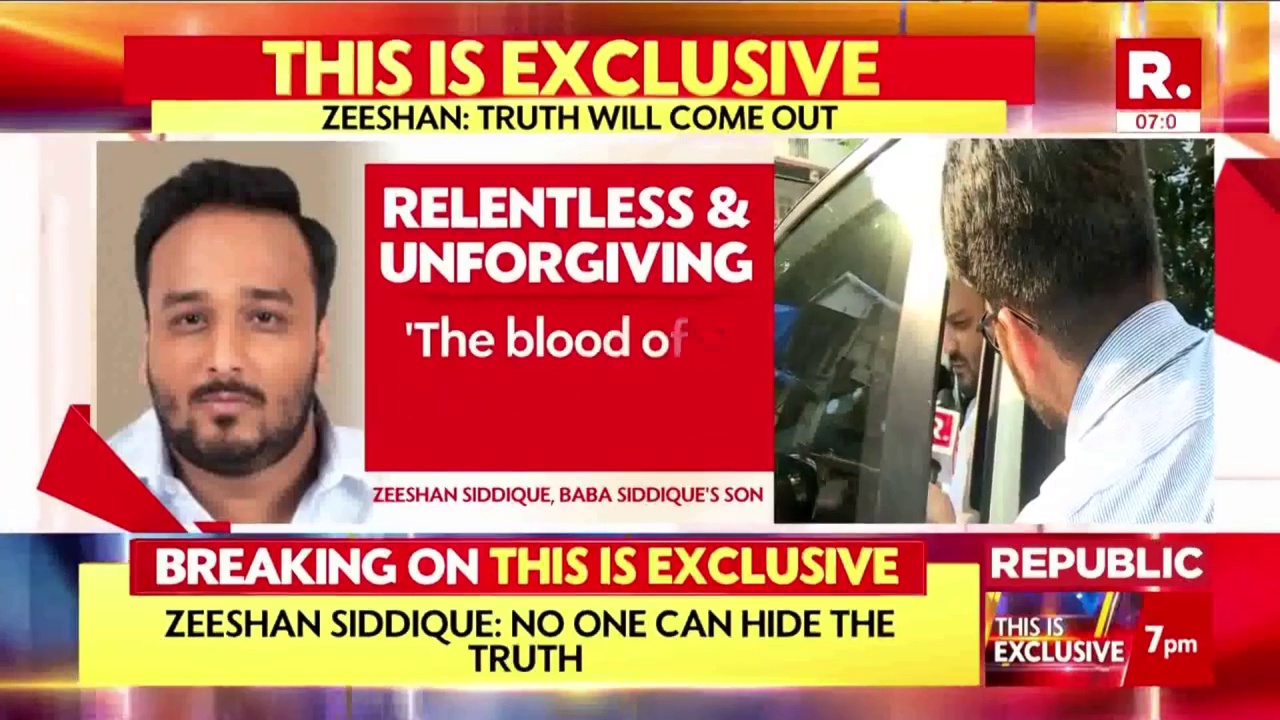 THIS IS EXCLUSIVE
ZEESHAN: TRUTH WILL COME OUT
R.
07:0
RELENTLESS &
UNFORGIVING
'The blood of
R.
ZEESHAN SIDDIQUE, BABA SIDDIQUE'S SON
BREAKING ON THIS IS EXCLUSIVE
ZEESHAN SIDDIQUE: NO ONE CAN HIDE THE
TRUTH
REPUBLIC
THIS IS
EXCLUSIVE
7pm